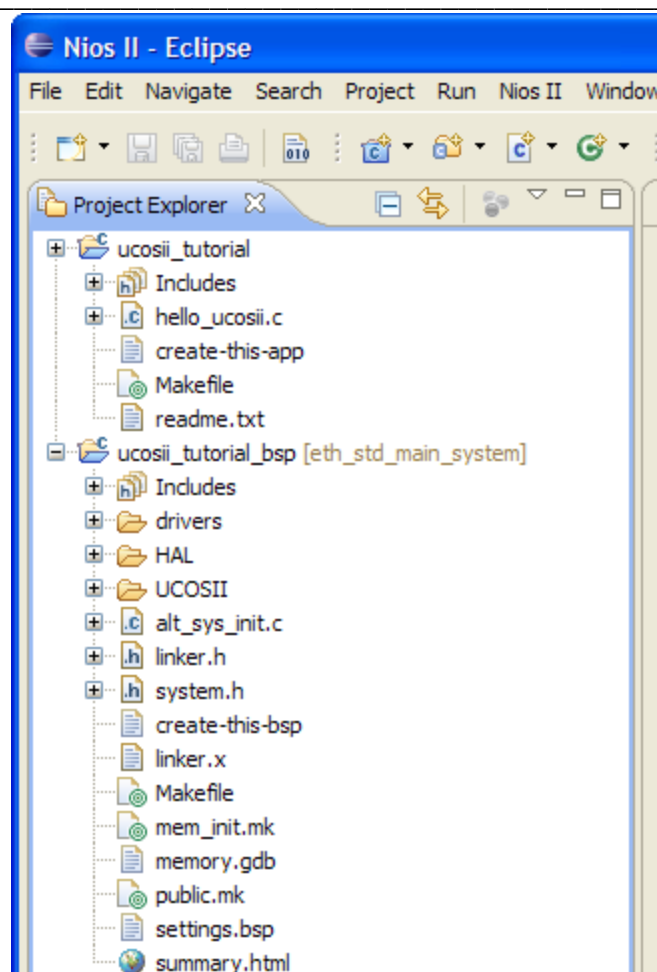 Nios II - Eclipse
File Edit Navigate Search Project Run Nios II Window
010 C C C
Project Explorer
ucosii_tutorial
Includes
hello_ucosii.c
create-this-app
Makefile
readme.txt
ucosii_tutorial_bsp [eth_std_main_system]
Includes
drivers
HAL
UCOSII
alt_sys_init.c
linker.h
system.h
create-this-bsp
linker.x
Makefile
mem_init.mk
memory.gdb
public.mk
settings.bsp
summary.html